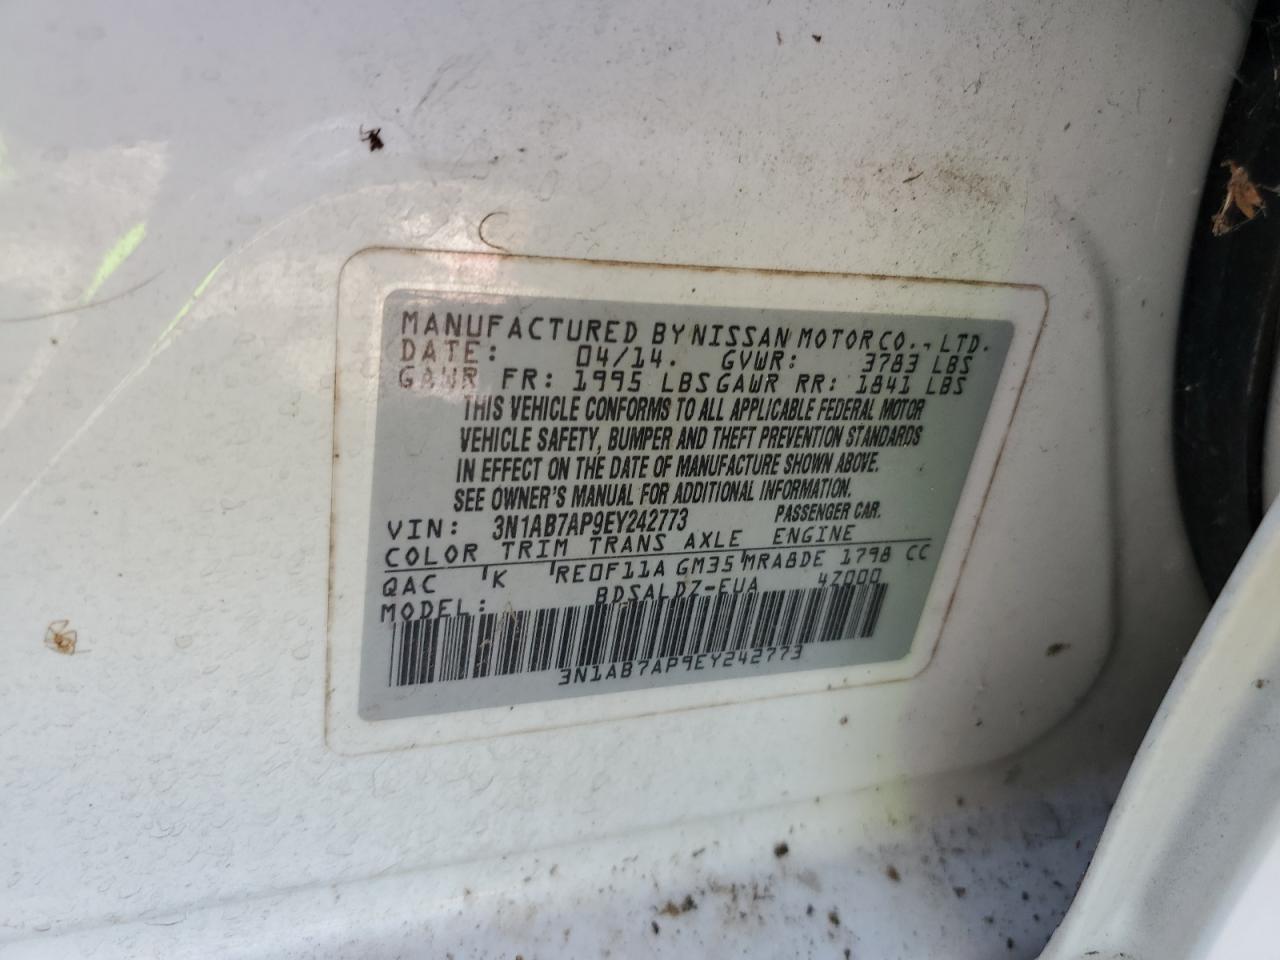 MANUFACTURED BY NISSAN MOTOR CO., LTD.
DATE: 04/14. GVWR: 3783 LBS
GAWR FR: 1995 LBS GAWR RR: 1841 LBS
THIS VEHICLE CONFORMS TO ALL APPLICABLE FEDERAL MOTOR
VEHICLE SAFETY, BUMPER AND THEFT PREVENTION STANDARDS
IN EFFECT ON THE DATE OF MANUFACTURE SHOWN ABOVE.
SEE OWNER'S MANUAL FOR ADDITIONAL INFORMATION.
VIN: 3N1AB7AP9EY242773 PASSENGER CAR.
COLOR TRIM TRANS AXLE ENGINE
QAC K RE0F11A GM35 MRA8DE 1798 CC
MODEL: BDSALDZ-EUA 4Z000
3N1AB7AP9EY242773